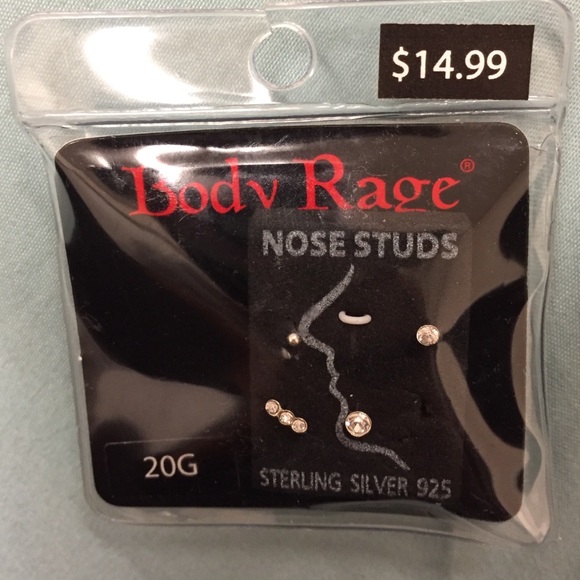 $14.99
Body Rage®
NOSE STUDS
20G
STERLING SILVER 925